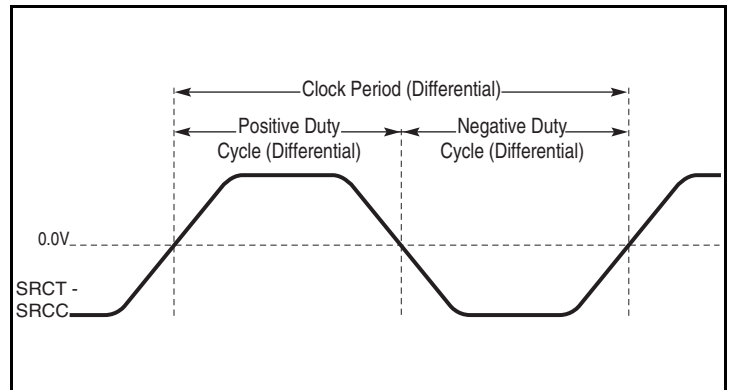 Clock Period (Differential)
Positive Duty
Cycle (Differential)
Negative Duty
Cycle (Differential)
0.0V
SRCT -
SRCC